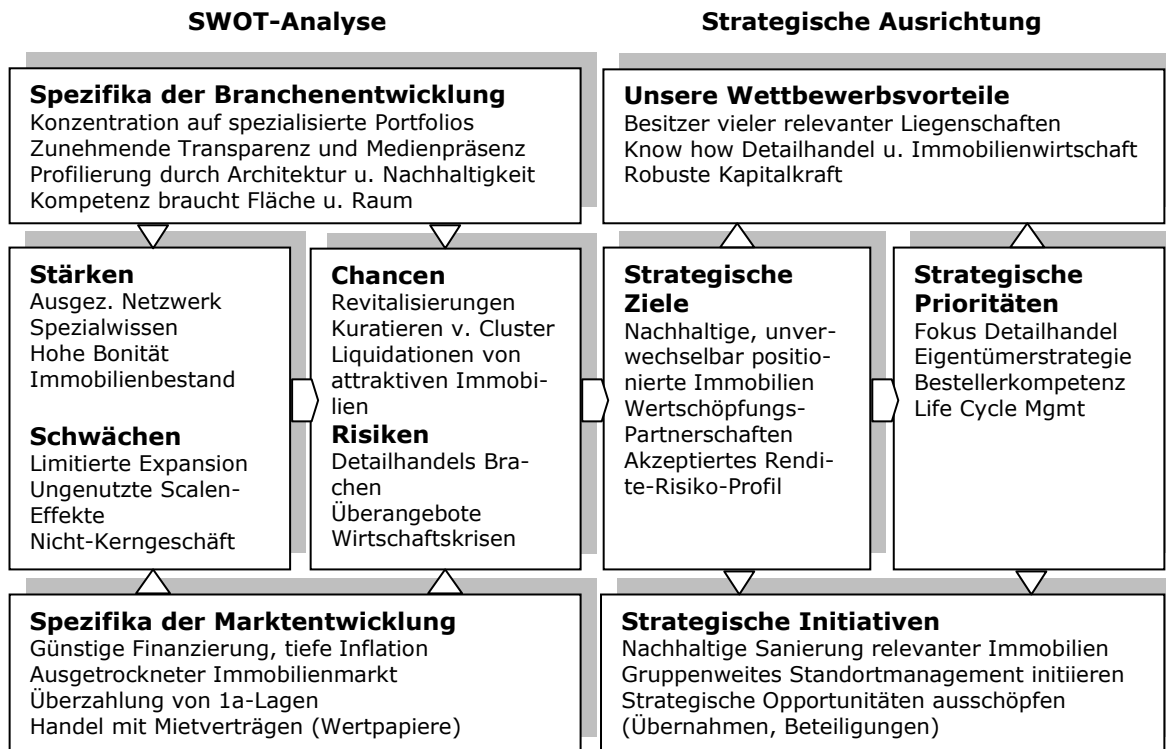 SWOT-Analyse
Strategische Ausrichtung
Spezifika der Branchenentwicklung
Konzentration auf spezialisierte Portfolios
Zunehmende Transparenz und Medienpräsenz
Profilierung durch Architektur u. Nachhaltigkeit
Kompetenz braucht Fläche u. Raum
Unsere Wettbewerbsvorteile
Besitzer vieler relevanter Liegenschaften
Know how Detailhandel u. Immobilienwirtschaft
Robuste Kapitalkraft
Stärken
Ausgez. Netzwerk
Spezialwissen
Hohe Bonität
Immobilienbestand
Schwächen
Limitierte Expansion
Ungenutzte Scalen-
Effekte
Nicht-Kerngeschäft
Chancen
Revitalisierungen
Kuratieren v. Cluster
Liquidationen von
attraktiven Immobi-
lien
Risiken
Detailhandels Bra-
chen
Überangebote
Wirtschaftskrisen
Strategische
Ziele
Nachhaltige, unver-
wechselbar positio-
nierte Immobilien
Wertschöpfungs-
Partnerschaften
Akzeptiertes Rendi-
te-Risiko-Profil
Strategische
Prioritäten
Fokus Detailhandel
Eigentümerstrategie
Bestellerkompetenz
Life Cycle Mgmt
Spezifika der Marktentwicklung
Günstige Finanzierung, tiefe Inflation
Ausgetrockneter Immobilienmarkt
Überzahlung von 1a-Lagen
Handel mit Mietverträgen (Wertpapiere)
Strategische Initiativen
Nachhaltige Sanierung relevanter Immobilien
Gruppenweites Standortmanagement initiieren
Strategische Opportunitäten ausschöpfen
(Übernahmen, Beteiligungen)